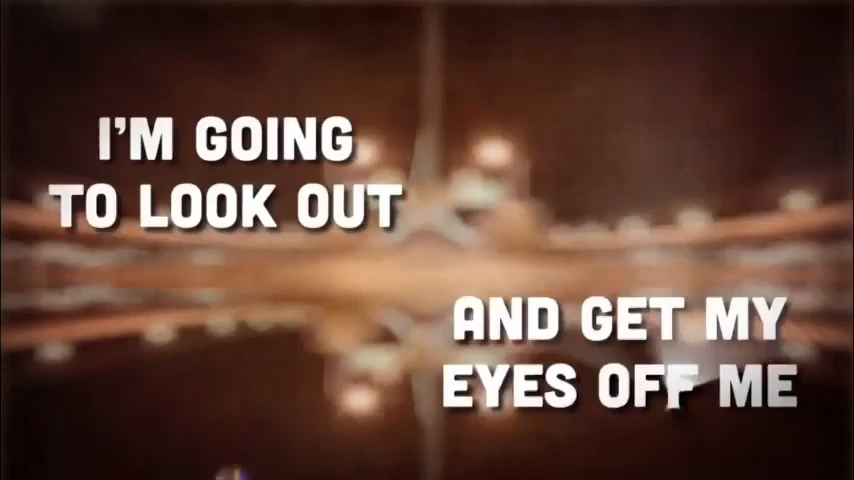 I'M GOING
TO LOOK OUT
AND GET MY
EYES OFF ME